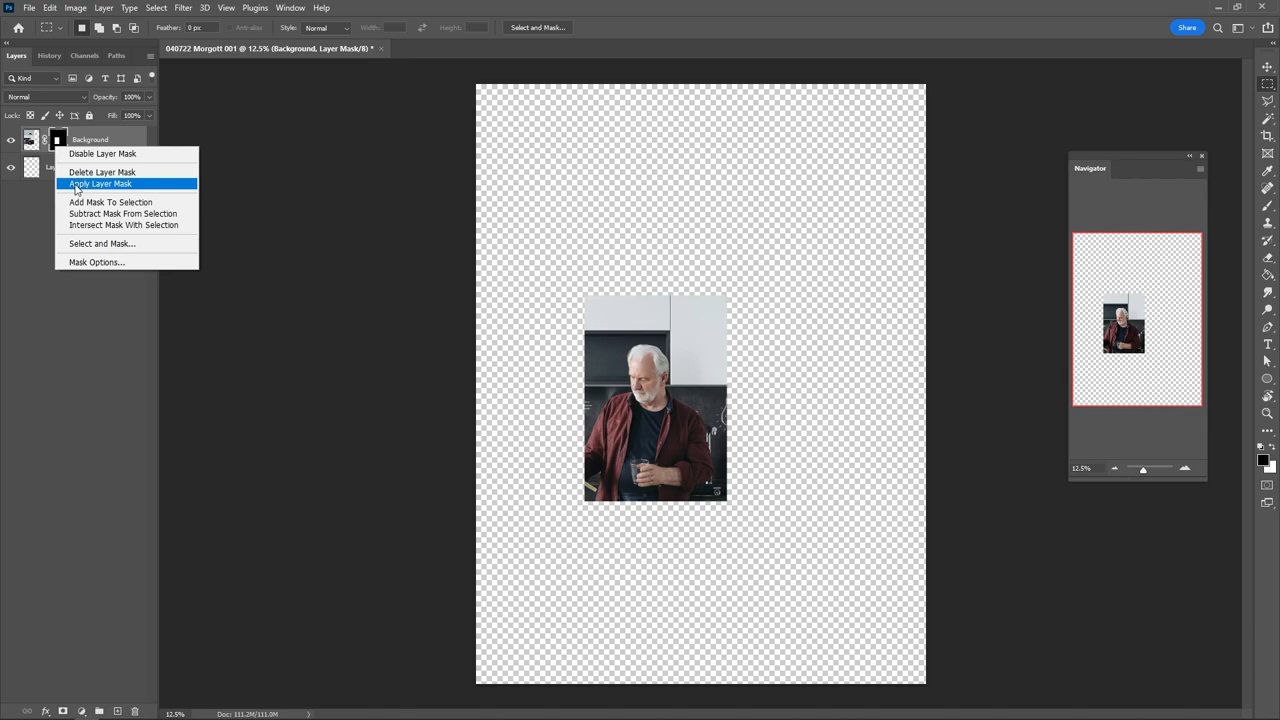 Ps File Edit Image Layer Type Select Filter 3D View Plugins Window Help
Feather: 0 px Anti-alias Style: Normal Width: Height: Select and Mask... Share
Layers History Channels Paths
040722 Morgott 001 @ 12.5% (Background, Layer Mask/8) *
Kind
Normal Opacity: 100%
Lock: Fill: 100%
Background
Disable Layer Mask
Lay
Delete Layer Mask
Apply Layer Mask
Add Mask To Selection
Subtract Mask From Selection
Intersect Mask With Selection
Select and Mask...
Mask Options...
Navigator
12.5%
12.5% Doc: 111.2M/111.0M